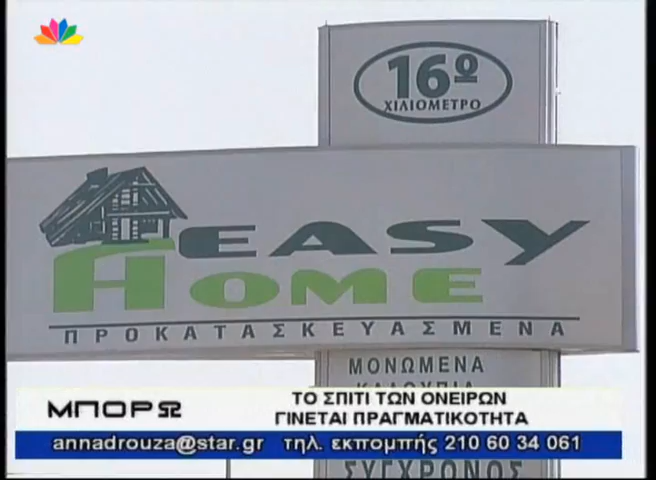 16º
ΧΙΛΙΟΜΕΤΡΟ
EASY
HOME
ΠΡΟΚΑΤΑΣΚΕΥΑΣΜΕΝΑ
ΜΟΝΩΜΕΝΑ
ΜΠΟΡΩ
ΤΟ ΣΠΙΤΙ ΤΩΝ ΟΝΕΙΡΩΝ
ΓΙΝΕΤΑΙ ΠΡΑΓΜΑΤΙΚΟΤΗΤΑ
annadrouza@star.gr τηλ. εκπομπής 210 60 34 061
ΣΥΓΧΡΟΝΟΣ